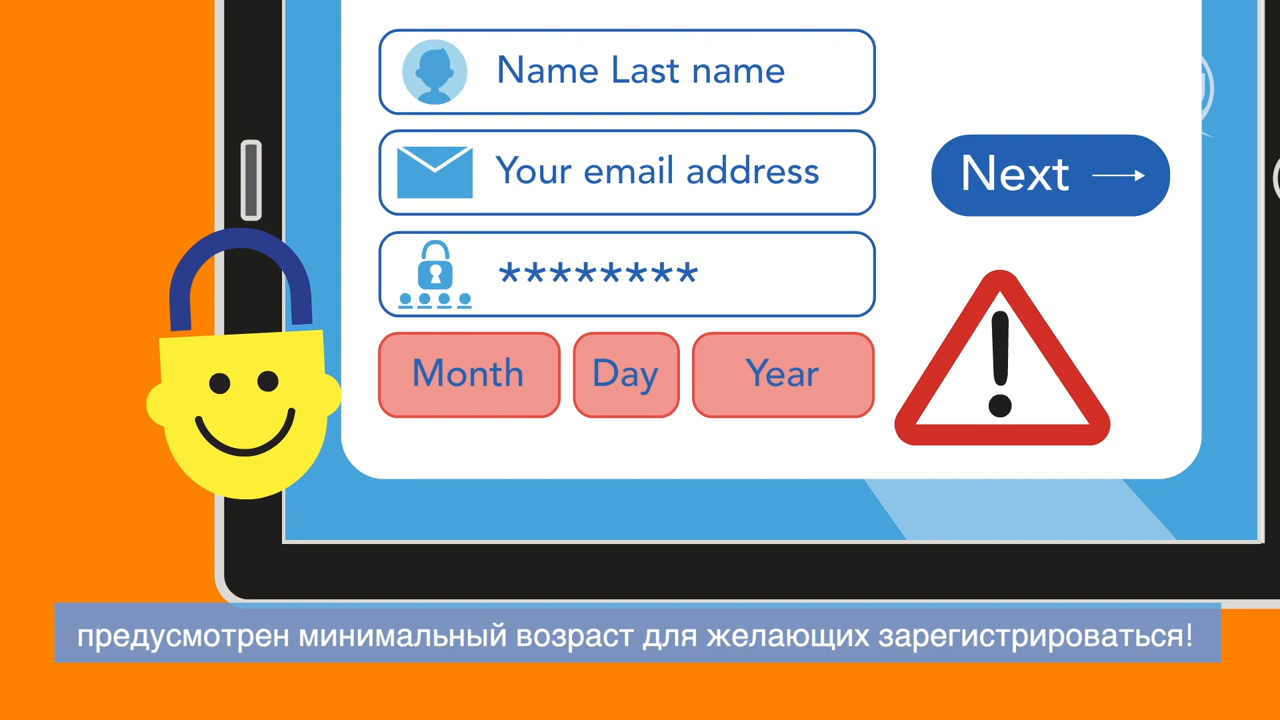 Name Last name
Your email address
Next
********
Month Day Year
!
предусмотрен минимальный возраст для желающих зарегистрироваться!